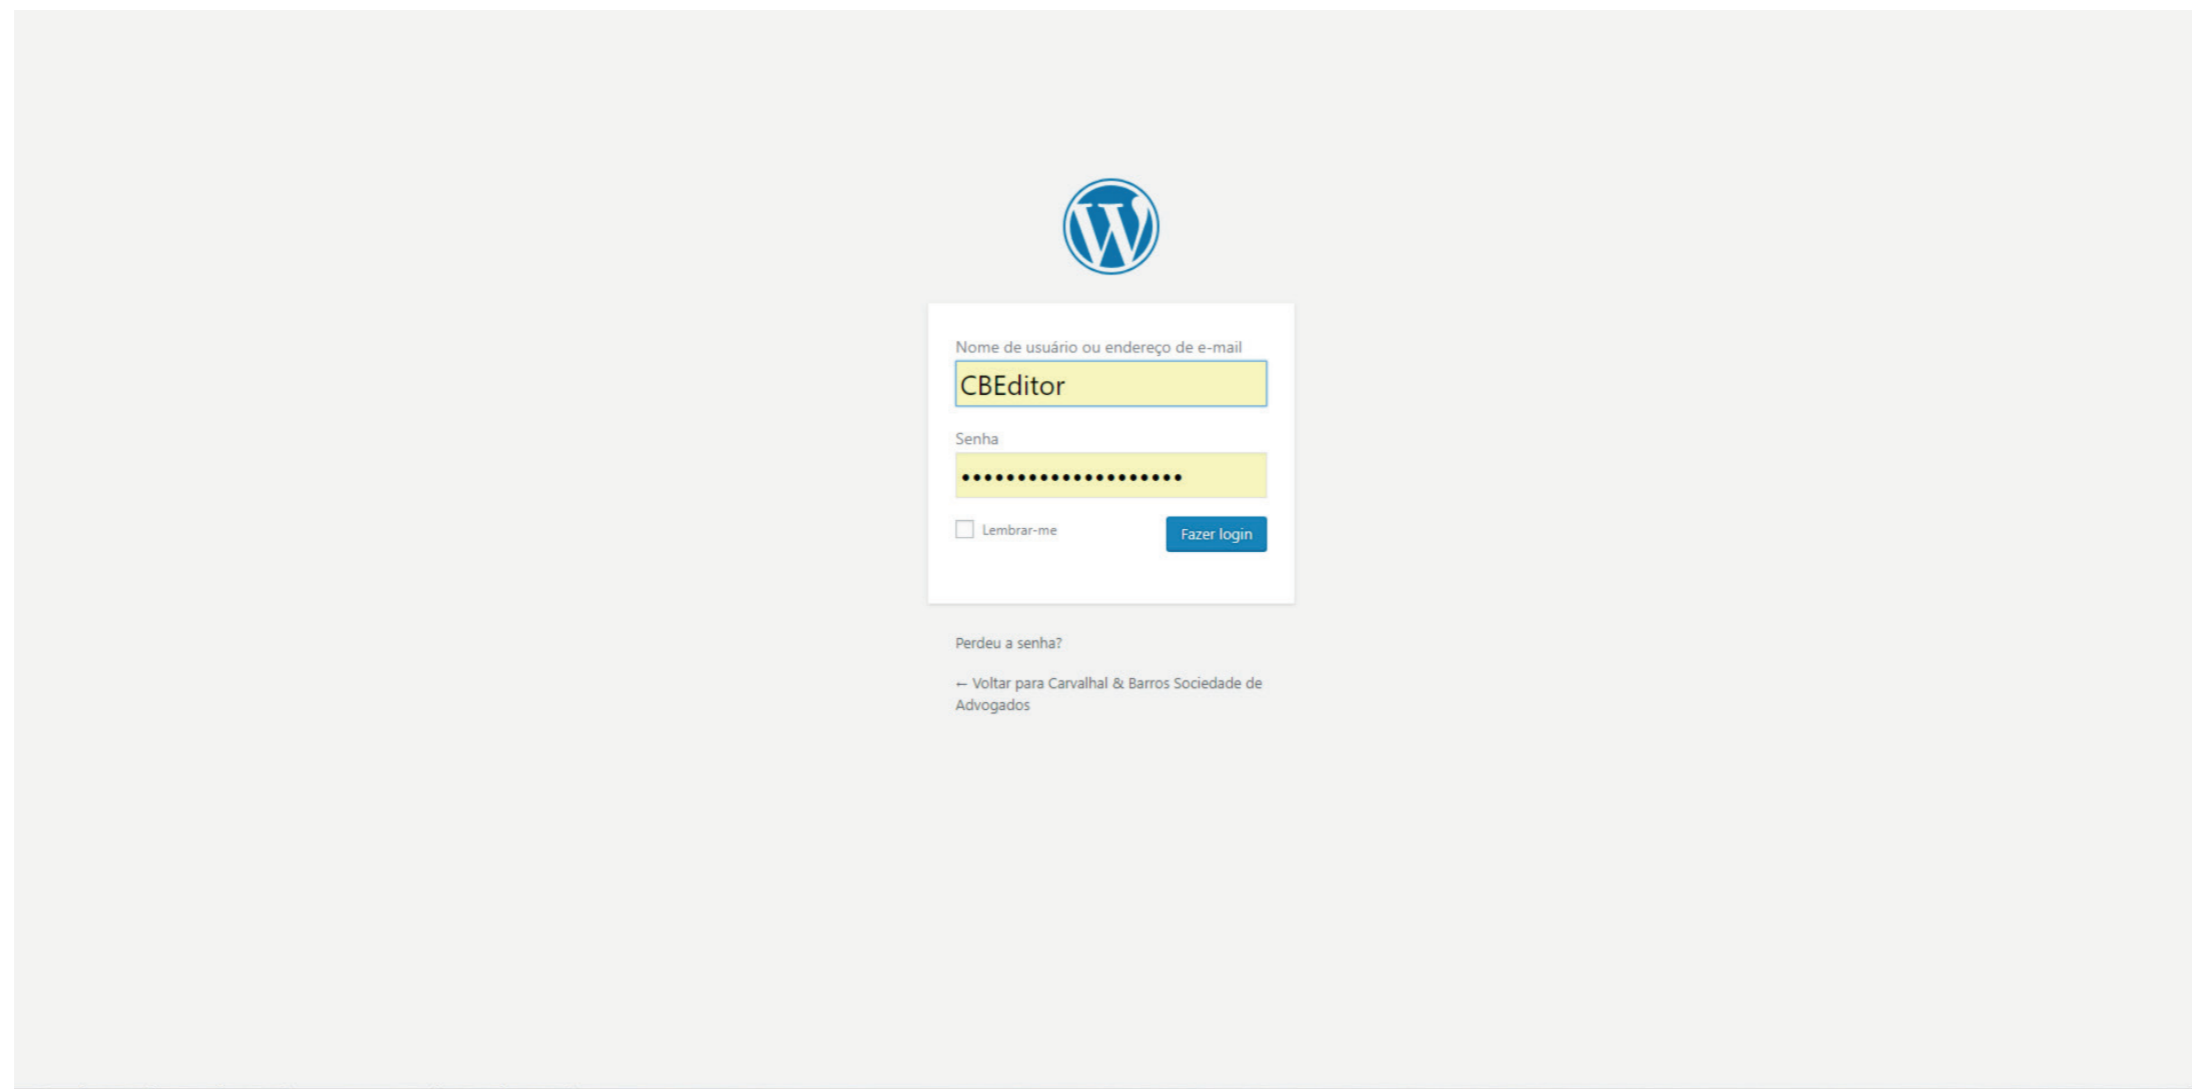 Nome de usuário ou endereço de e-mail
CBEditor
Senha
••••••••••••••••••••
Lembrar-me
Fazer login
Perdeu a senha?
← Voltar para Carvalhal & Barros Sociedade de
Advogados